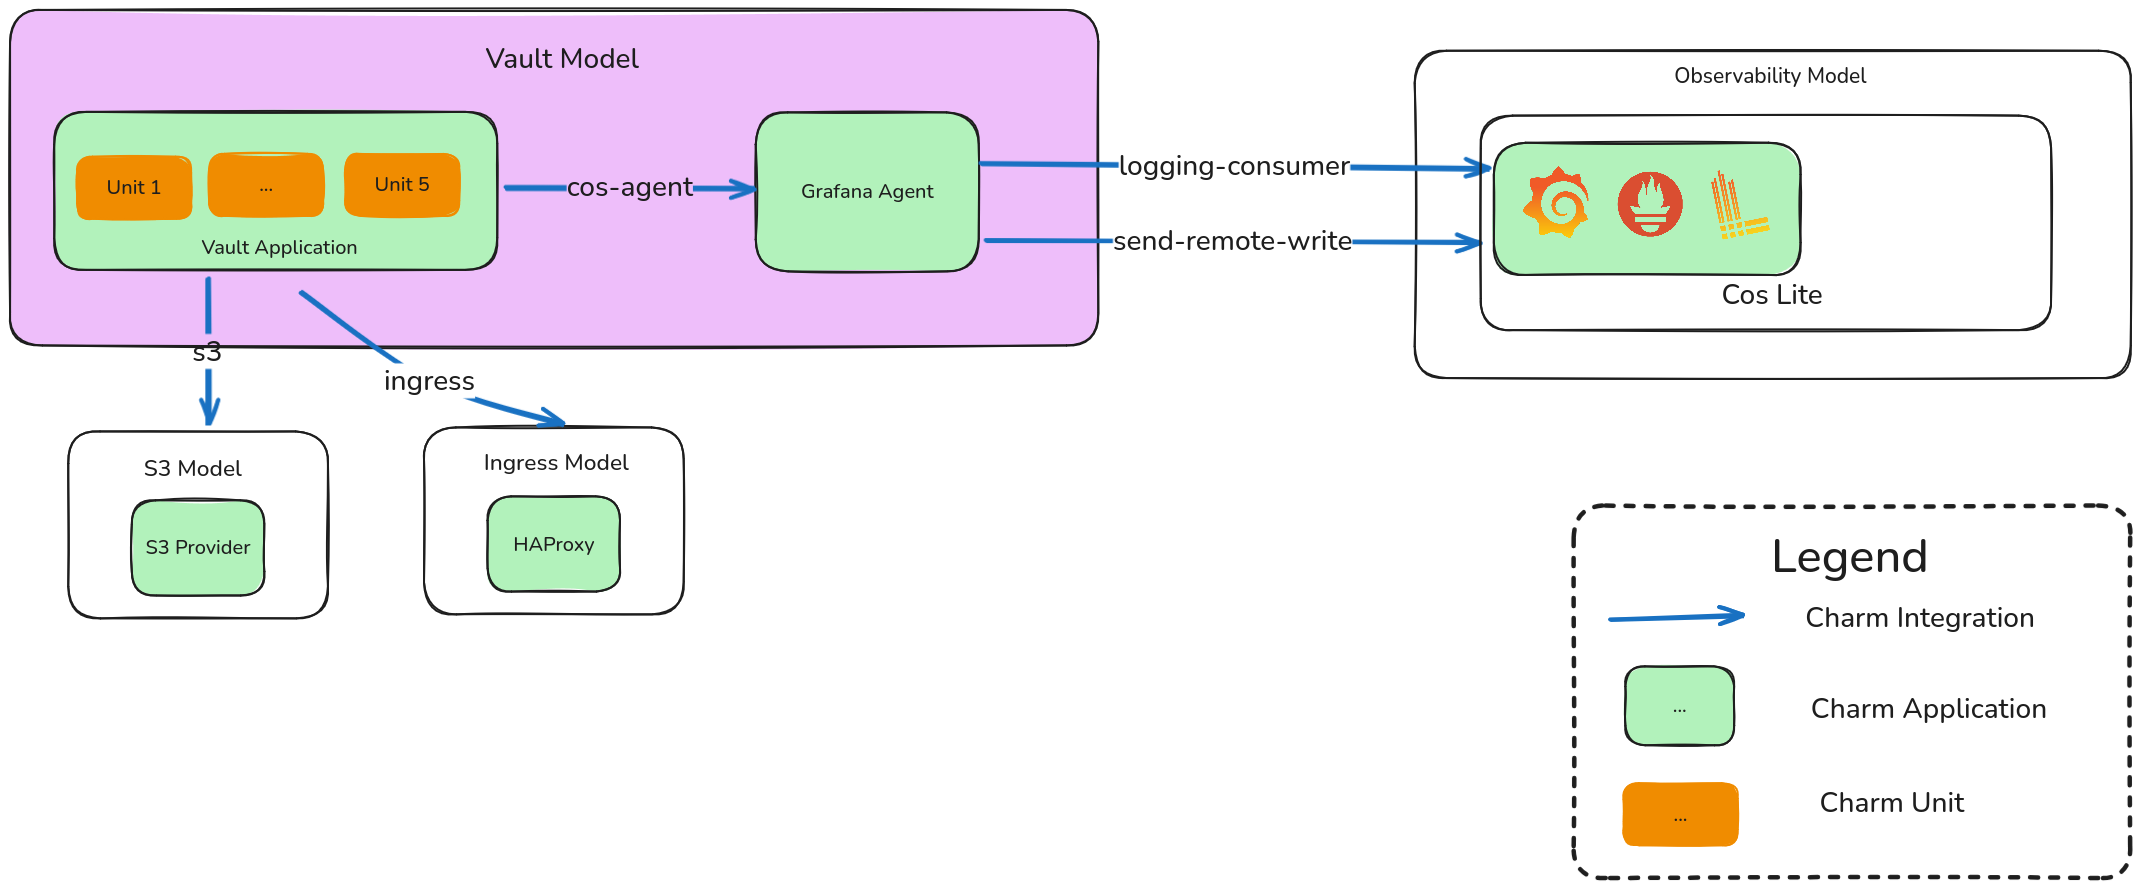 Vault Model
Unit 1
...
Unit 5
Vault Application
cos-agent
Grafana Agent
logging-consumer
send-remote-write
Observability Model
Cos Lite
s3
ingress
S3 Model
S3 Provider
Ingress Model
HAProxy
Legend
Charm Integration
...
Charm Application
...
Charm Unit